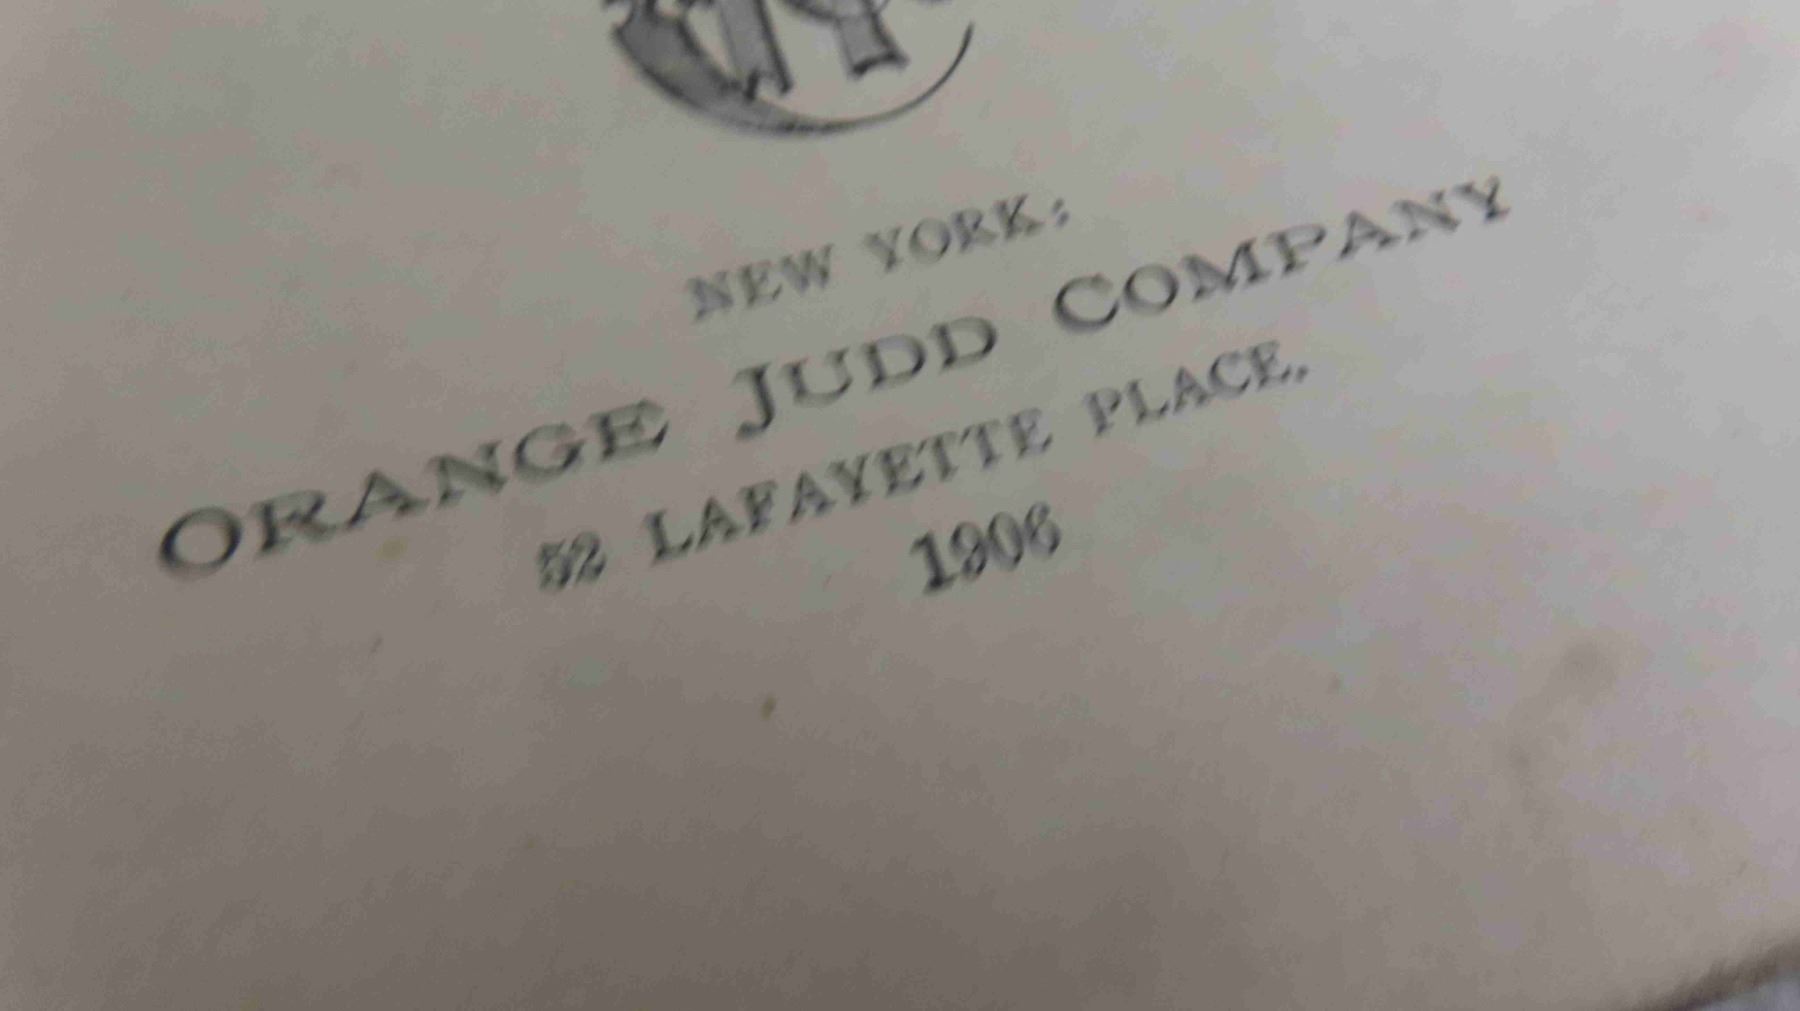 NEW YORK:
ORANGE JUDD COMPANY
52 LAFAYETTE PLACE.
1906